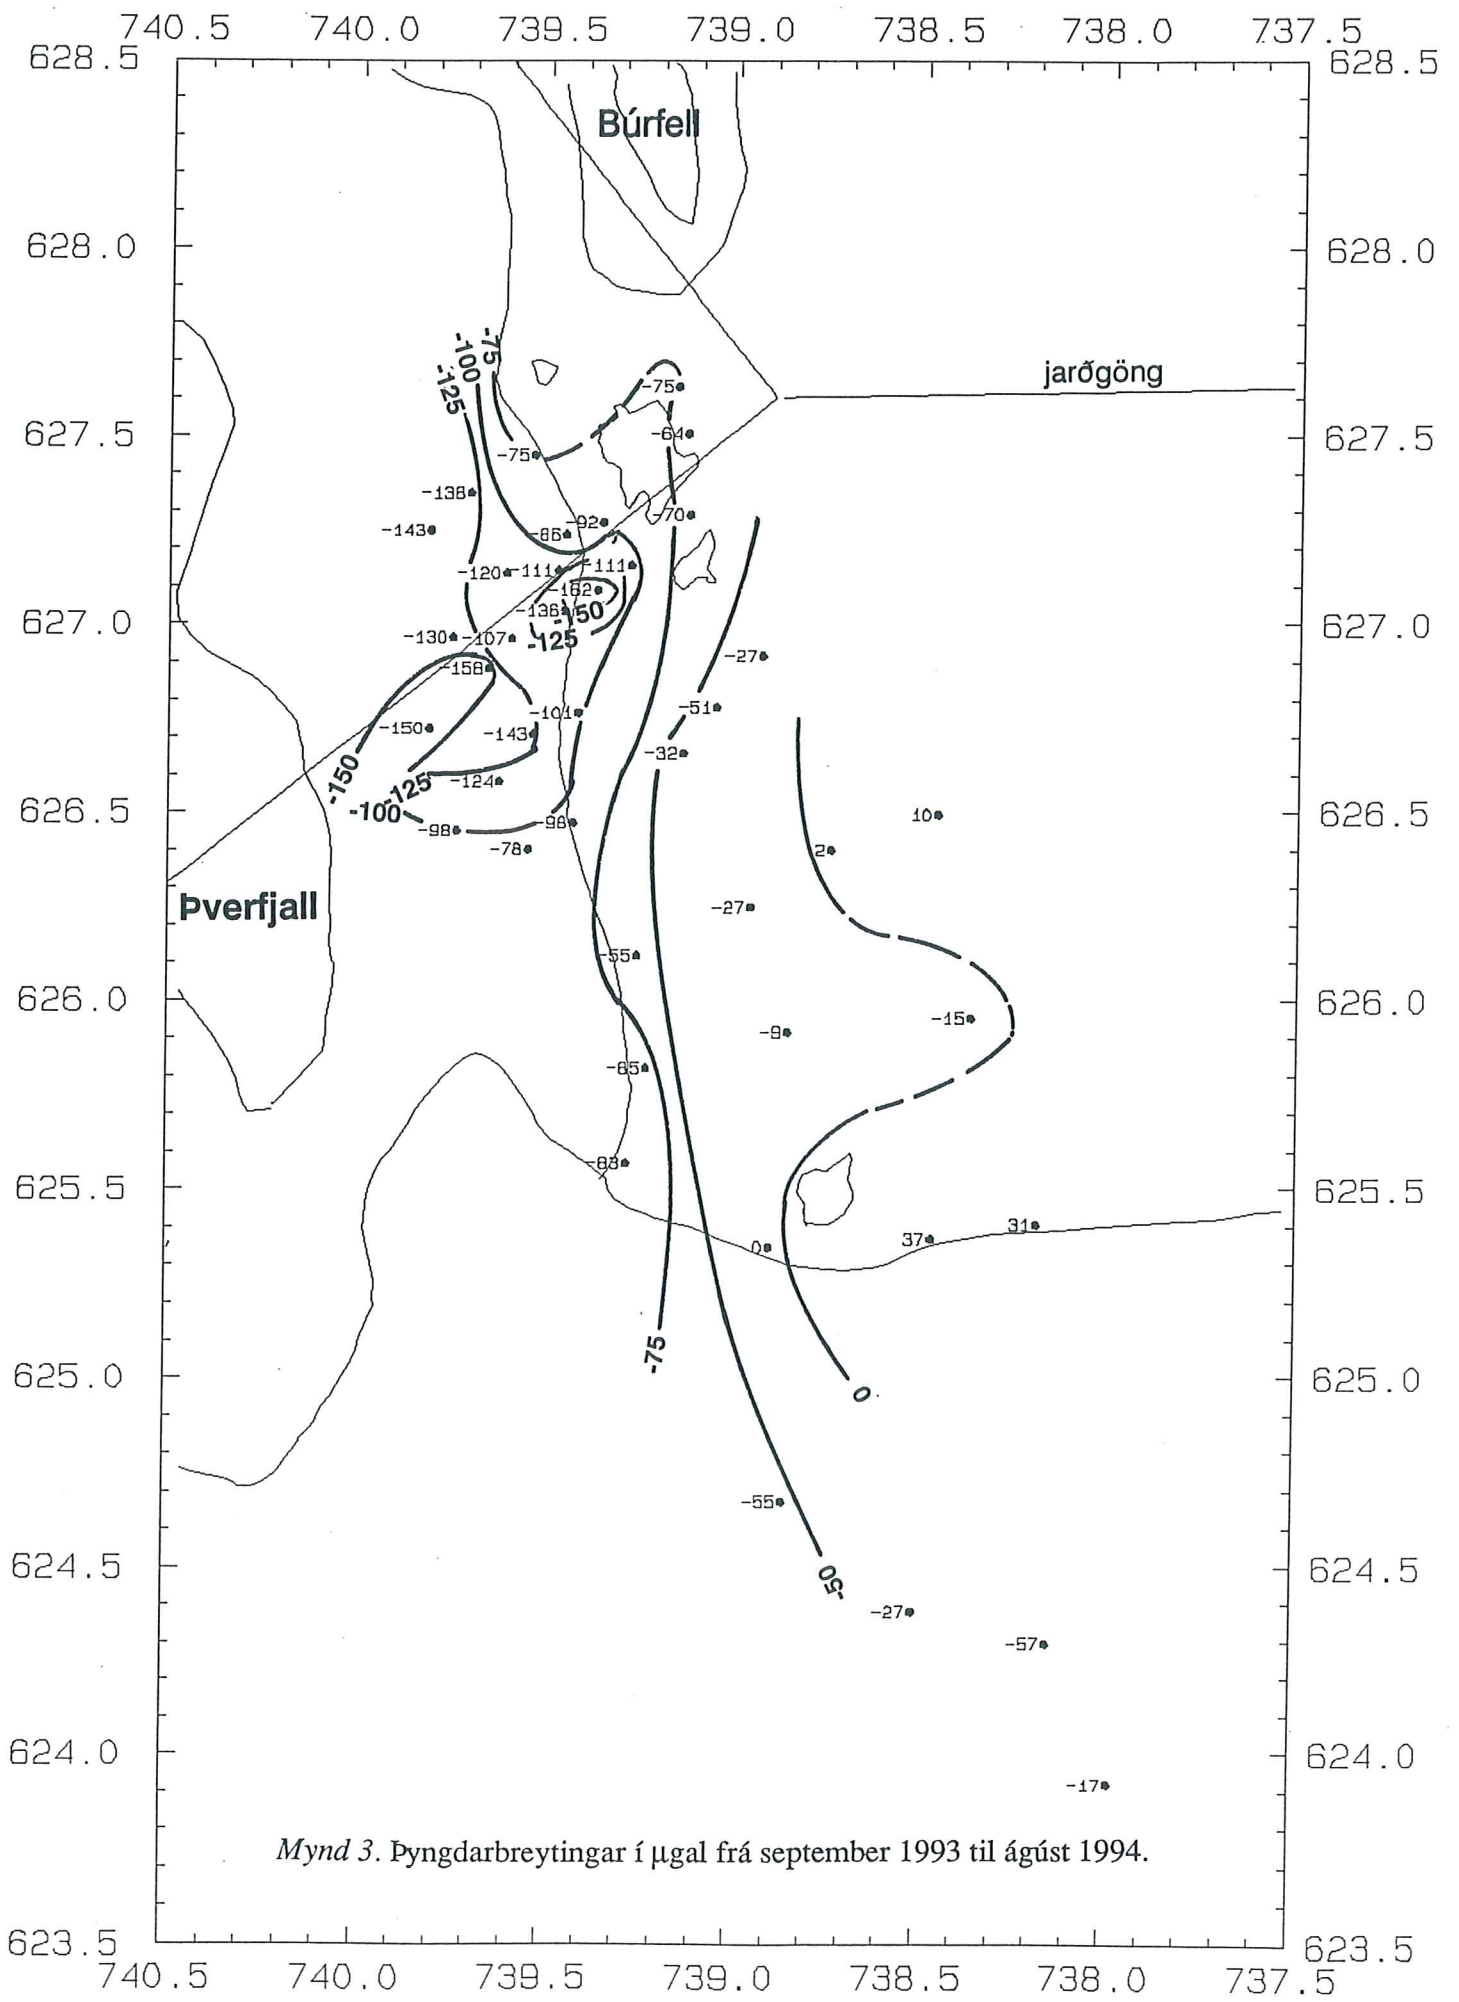 740.5 740.0 739.5 739.0 738.5 738.0 737.5
628.5 628.5
Búrfell
628.0 628.0
-125 -100 -75
jarðgöng
-75
627.5 -64 627.5
-75
-138
-143 -92 -70
-86
-120 -111 -111
-162
-136 -150
627.0 -130 -107 -125 627.0
-27
-158
-101 -51
-150 -143
-32
-150 -125 -124
626.5 -100 10 626.5
-98 -98
-78 2
Þverfjall -27
-55
626.0 626.0
-9 -15
-85
-83
625.5 625.5
0 37 31
-75
625.0 0 625.0
-55
624.5 -50 624.5
-27
-57
624.0 624.0
-17
Mynd 3. Þyngdarbreytingar í µgal frá september 1993 til ágúst 1994.
623.5 623.5
740.5 740.0 739.5 739.0 738.5 738.0 737.5